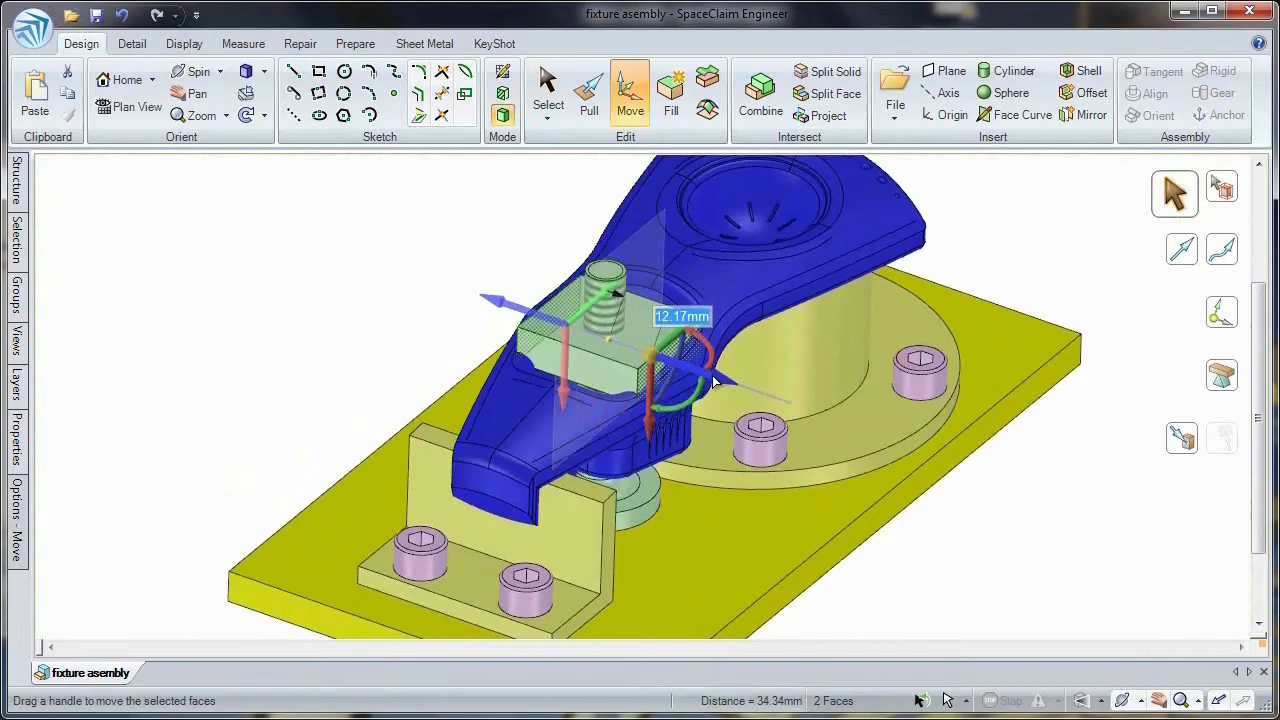 fixture asembly - SpaceClaim Engineer
Design Detail Display Measure Repair Prepare Sheet Metal KeyShot
Home Spin
Plan View Pan
Zoom
Paste
Select Pull Move Fill
Combine
Split Solid
Split Face
Project
File
Plane Cylinder Shell
Axis Sphere Offset
Origin Face Curve Mirror
Tangent Rigid
Align Gear
Orient Anchor
Clipboard Orient Sketch Mode Edit Intersect Insert Assembly
Structure
Selection
Groups
Views
Layers
Properties
Options - Move
12.17mm
fixture asembly
Drag a handle to move the selected faces
Distance = 34.34mm
2 Faces
Stop